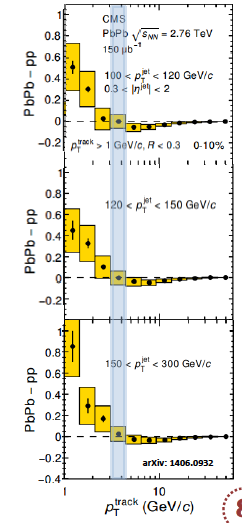 CMS
PbPb √sNN = 2.76 TeV
150 μb⁻¹
100 < pTjet < 120 GeV/c
0.3 < |ηjet| < 2
pTtrack > 1 GeV/c, R < 0.3 0-10%
PbPb - pp
1
0.8
0.6
0.4
0.2
0
-0.2
120 < pTjet < 150 GeV/c
PbPb - pp
0.8
0.6
0.4
0.2
0
-0.2
150 < pTjet < 300 GeV/c
PbPb - pp
1
0.8
0.6
0.4
0.2
0
-0.2
-0.4
arXiv: 1406.0932
1 10
pTtrack (GeV/c)
8